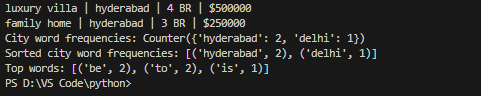 luxury villa | hyderabad | 4 BR | $500000
family home | hyderabad | 3 BR | $250000
City word frequencies: Counter({'hyderabad': 2, 'delhi': 1})
Sorted city word frequencies: [('hyderabad', 2), ('delhi', 1)]
Top words: [('be', 2), ('to', 2), ('is', 1)]
PS D:\VS Code\python>